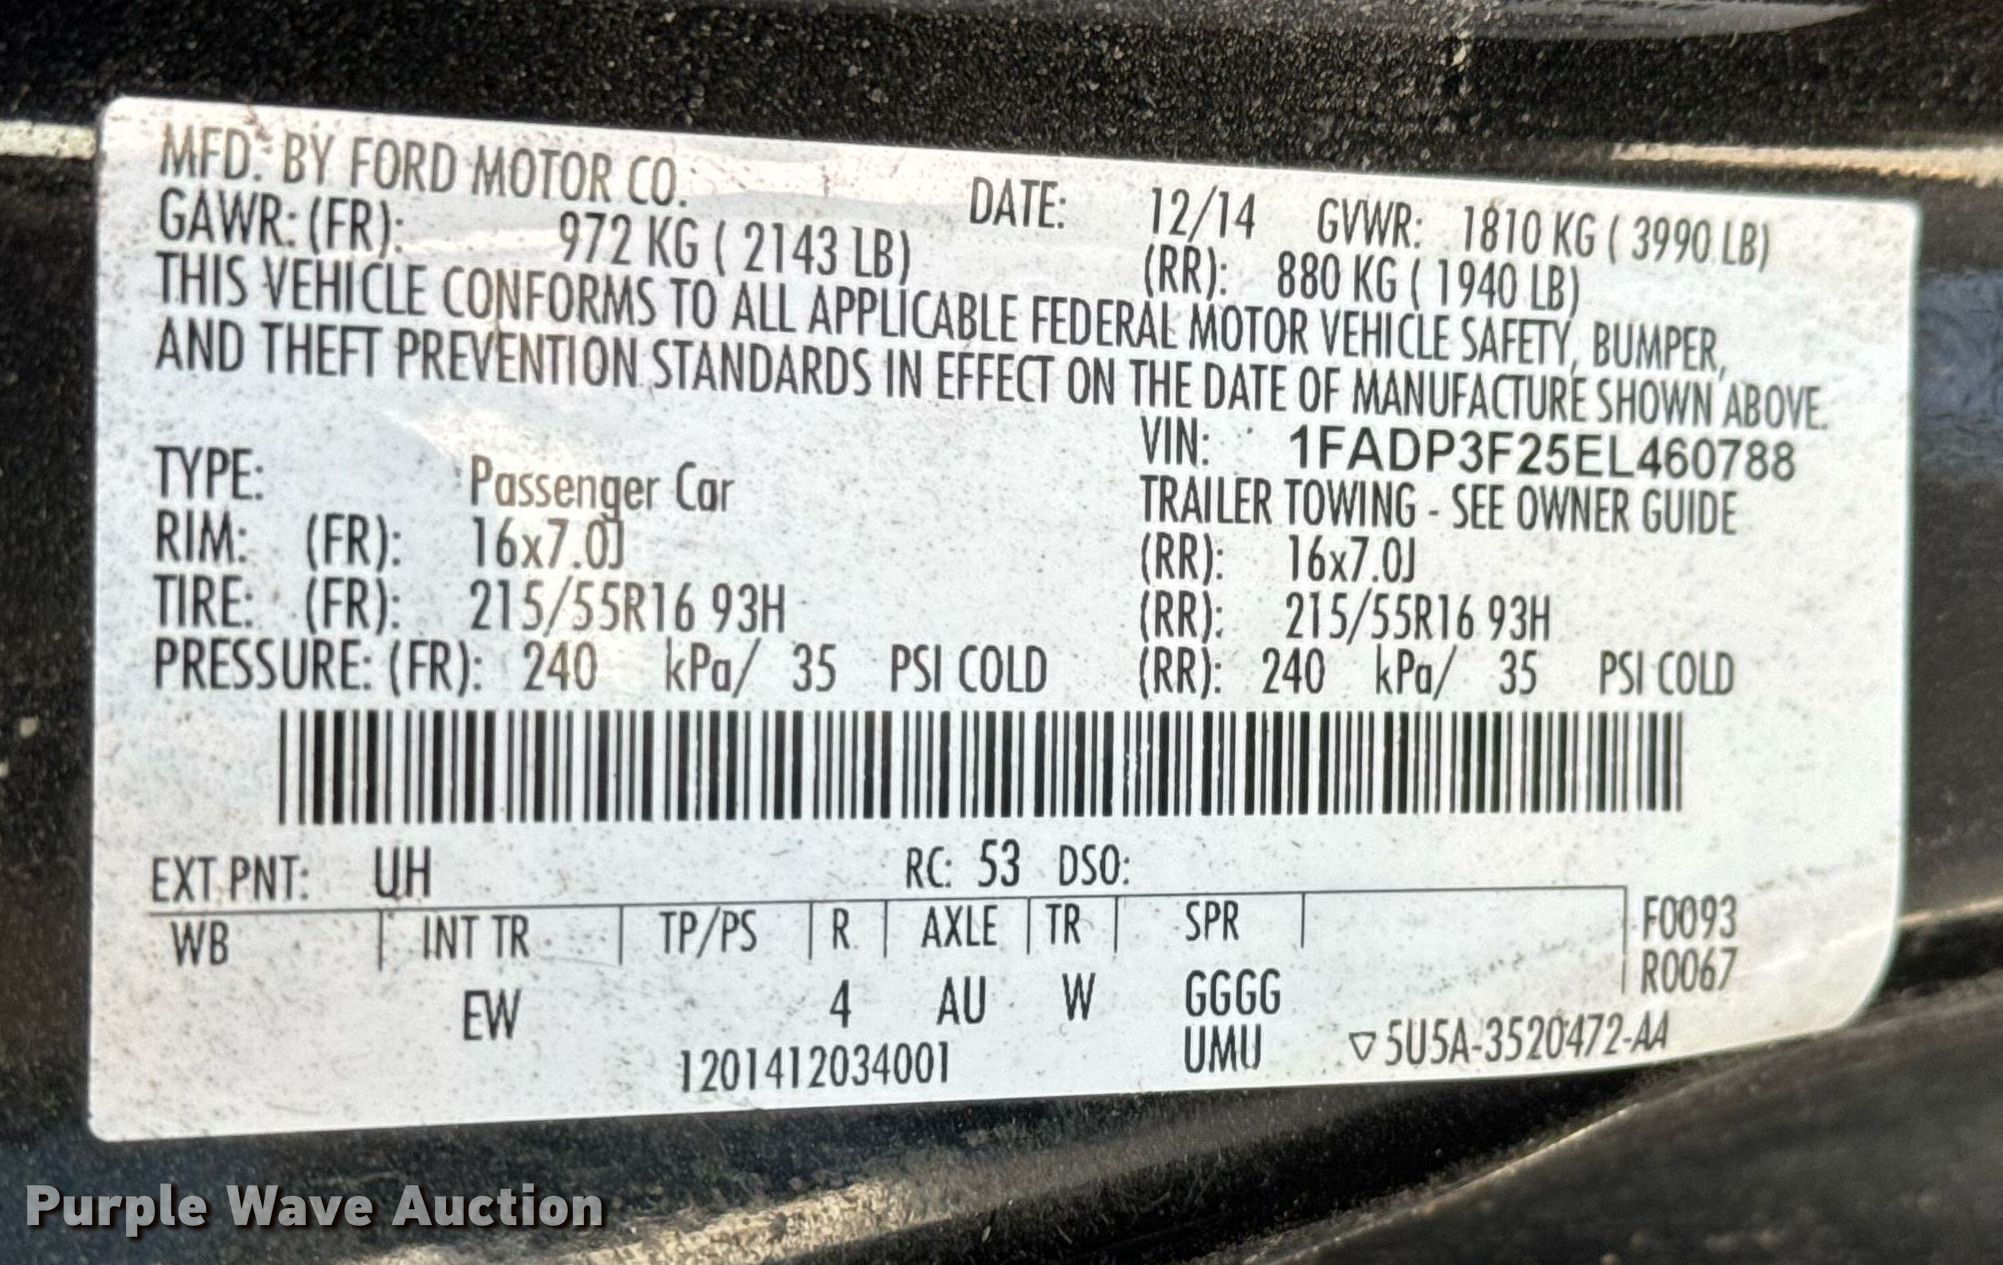 MFD. BY FORD MOTOR CO. DATE: 12/14 GVWR: 1810 KG ( 3990 LB)
GAWR: (FR): 972 KG ( 2143 LB) (RR): 880 KG ( 1940 LB)
THIS VEHICLE CONFORMS TO ALL APPLICABLE FEDERAL MOTOR VEHICLE SAFETY, BUMPER,
AND THEFT PREVENTION STANDARDS IN EFFECT ON THE DATE OF MANUFACTURE SHOWN ABOVE.
VIN: 1FADP3F25EL460788
TYPE: Passenger Car TRAILER TOWING - SEE OWNER GUIDE
RIM: (FR): 16x7.0J (RR): 16x7.0J
TIRE: (FR): 215/55R16 93H (RR): 215/55R16 93H
PRESSURE: (FR): 240 kPa/ 35 PSI COLD (RR): 240 kPa/ 35 PSI COLD
EXT PNT: UH RC: 53 DSO:
WB | INT TR | TP/PS | R | AXLE | TR | SPR | F0093
R0067
EW 4 AU W GGGG
1201412034001 UMU ▽5U5A-3520472-AA
Purple Wave Auction